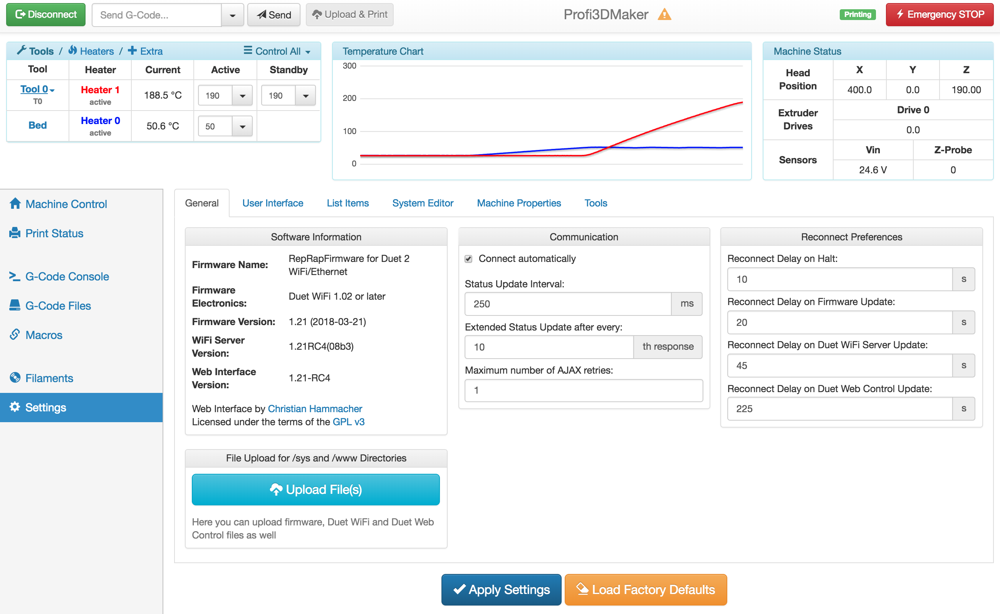 Disconnect
Send G-Code...
Send
Upload & Print
Profi3DMaker
Printing
Emergency STOP
Tools / Heaters / Extra
Control All
Tool Heater Current Active Standby
Tool 0 Heater 1 188.5 °C 190 190
T0 active
Bed Heater 0 50.6 °C 50
active
Temperature Chart
300
200
100
0
Machine Status
Head Position X Y Z
400.0 0.0 190.00
Extruder Drives Drive 0
0.0
Sensors Vin Z-Probe
24.6 V 0
Machine Control
Print Status
G-Code Console
G-Code Files
Macros
Filaments
Settings
General User Interface List Items System Editor Machine Properties Tools
Software Information
Firmware Name: RepRapFirmware for Duet 2
WiFi/Ethernet
Firmware
Electronics: Duet WiFi 1.02 or later
Firmware Version: 1.21 (2018-03-21)
WiFi Server
Version: 1.21RC4(08b3)
Web Interface
Version: 1.21-RC4
Web Interface by Christian Hammacher
Licensed under the terms of the GPL v3
File Upload for /sys and /www Directories
Upload File(s)
Here you can upload firmware, Duet WiFi and Duet Web
Control files as well
Communication
Connect automatically
Status Update Interval:
250 ms
Extended Status Update after every:
10 th response
Maximum number of AJAX retries:
1
Reconnect Preferences
Reconnect Delay on Halt:
10 s
Reconnect Delay on Firmware Update:
20 s
Reconnect Delay on Duet WiFi Server Update:
45 s
Reconnect Delay on Duet Web Control Update:
225 s
Apply Settings
Load Factory Defaults